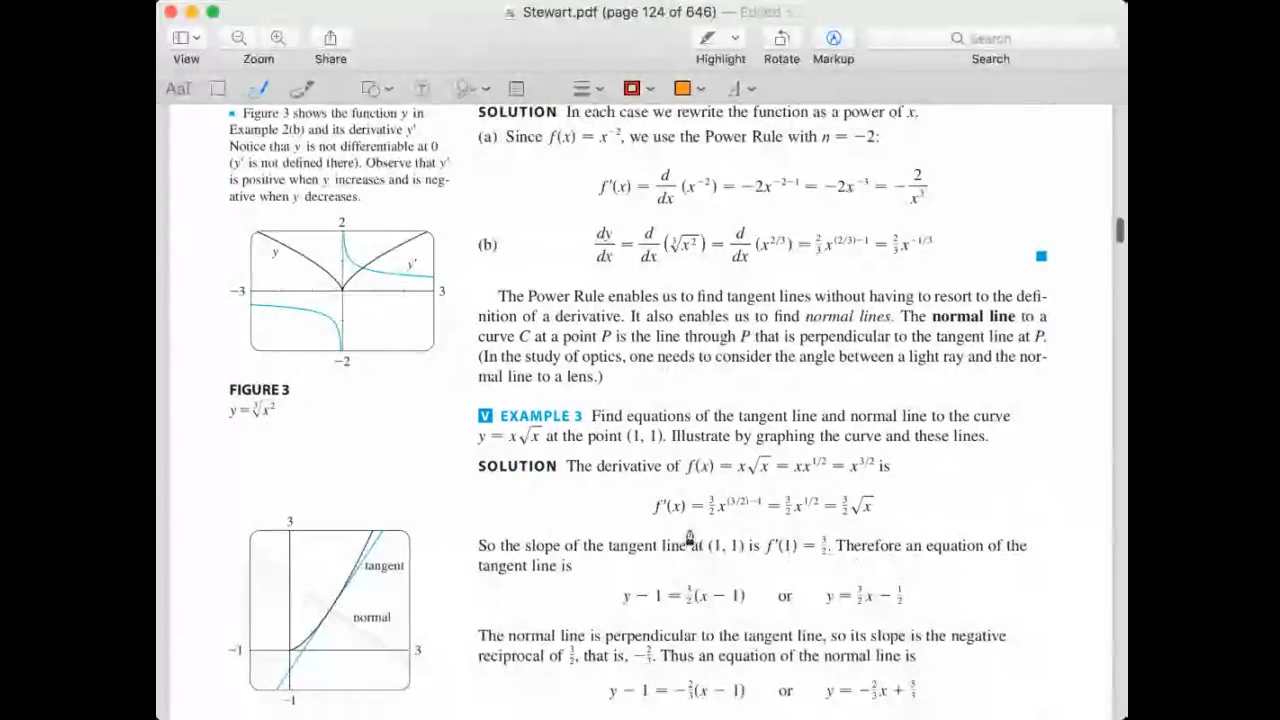 Stewart.pdf (page 124 of 646) — Edited
View Zoom Share Highlight Rotate Markup Search
Search
AaI T
▪ Figure 3 shows the function y in
Example 2(b) and its derivative y′
Notice that y is not differentiable at 0
(y′ is not defined there). Observe that y′
is positive when y increases and is neg-
ative when y decreases.
2
y
y′
−3 3
−2
FIGURE 3
y = ∛x²
3
tangent
normal
−1 3
−1
SOLUTION In each case we rewrite the function as a power of x.
(a) Since f(x) = x⁻², we use the Power Rule with n = −2:
f′(x) = d/dx (x⁻²) = −2x⁻²⁻¹ = −2x⁻³ = −2/x³
(b) dy/dx = d/dx (∛x²) = d/dx (x^(2/3)) = 2/3 x^((2/3)−1) = 2/3 x^(−1/3)
The Power Rule enables us to find tangent lines without having to resort to the defi-
nition of a derivative. It also enables us to find normal lines. The normal line to a
curve C at a point P is the line through P that is perpendicular to the tangent line at P.
(In the study of optics, one needs to consider the angle between a light ray and the nor-
mal line to a lens.)
V EXAMPLE 3 Find equations of the tangent line and normal line to the curve
y = x√x at the point (1, 1). Illustrate by graphing the curve and these lines.
SOLUTION The derivative of f(x) = x√x = xx^(1/2) = x^(3/2) is
f′(x) = 3/2 x^((3/2)−1) = 3/2 x^(1/2) = 3/2 √x
So the slope of the tangent line at (1, 1) is f′(1) = 3/2. Therefore an equation of the
tangent line is
y − 1 = 3/2(x − 1) or y = 3/2 x − 1/2
The normal line is perpendicular to the tangent line, so its slope is the negative
reciprocal of 3/2, that is, −2/3. Thus an equation of the normal line is
y − 1 = −2/3(x − 1) or y = −2/3 x + 5/3